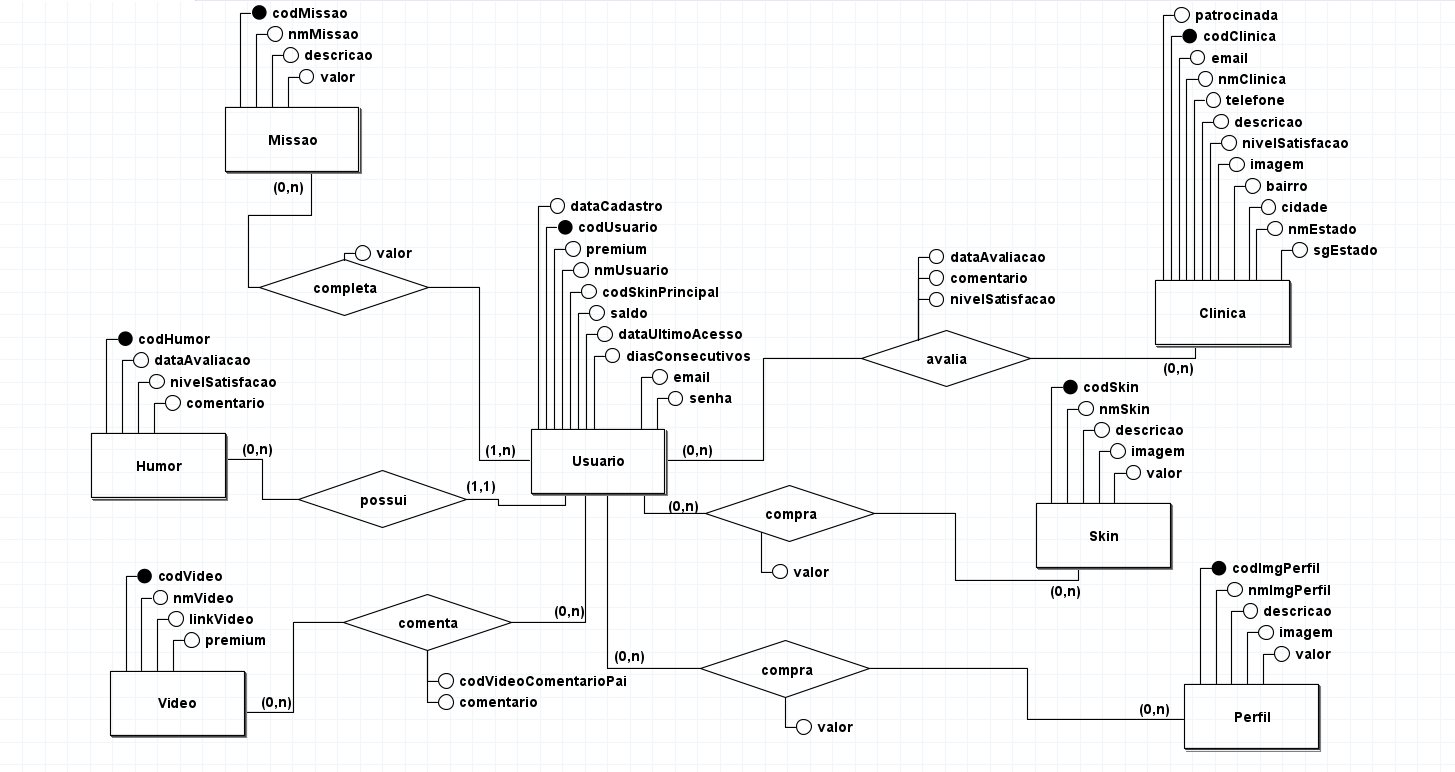 codMissao
nmMissao
descricao
valor
Missao
(0,n)
valor
completa
patrocinada
codClinica
email
nmClinica
telefone
descricao
nivelSatisfacao
imagem
bairro
cidade
nmEstado
sgEstado
Clinica
(0,n)
dataCadastro
codUsuario
premium
nmUsuario
codSkinPrincipal
saldo
dataUltimoAcesso
diasConsecutivos
email
senha
(1,n)
Usuario
(0,n)
dataAvaliacao
comentario
nivelSatisfacao
avalia
codHumor
dataAvaliacao
nivelSatisfacao
comentario
Humor
(0,n)
possui
(1,1)
codSkin
nmSkin
descricao
imagem
valor
Skin
(0,n)
(0,n)
compra
valor
codVideo
nmVideo
linkVideo
premium
Video
(0,n)
comenta
(0,n)
codVideoComentarioPai
comentario
(0,n)
compra
valor
codImgPerfil
nmImgPerfil
descricao
imagem
valor
(0,n)
Perfil